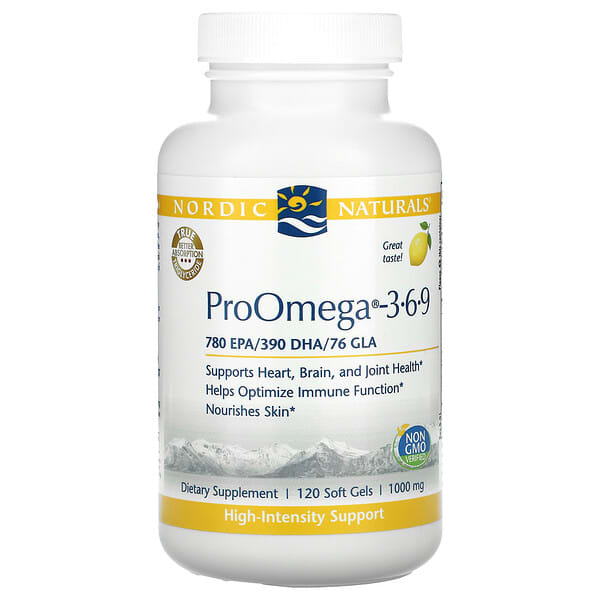 NORDIC NATURALS®
TRUE
BETTER
ABSORPTION
TRIGLYCERIDE
Great
taste!
ProOmega®-3·6·9
780 EPA/390 DHA/76 GLA
Supports Heart, Brain, and Joint Health*
Helps Optimize Immune Function*
Nourishes Skin*
NON
GMO
VERIFIED
Dietary Supplement | 120 Soft Gels | 1000 mg
High-Intensity Support